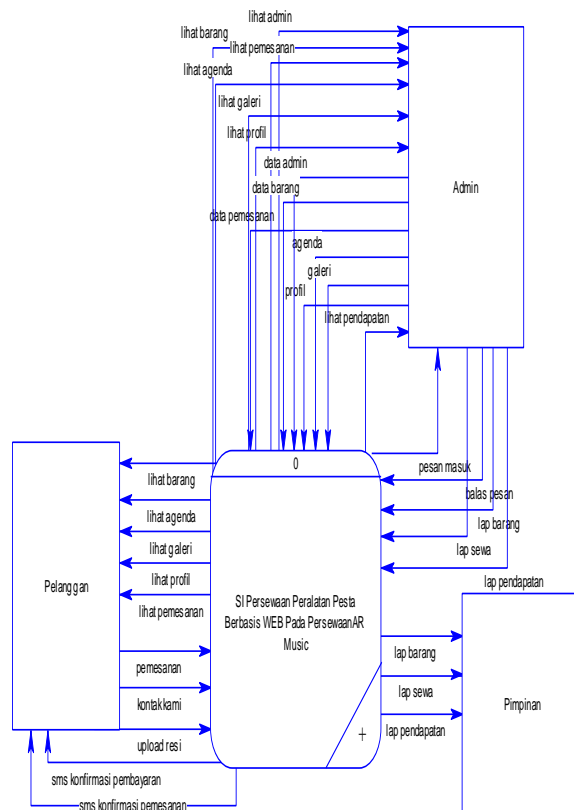 lihat admin
lihat barang
lihat pemesanan
lihat agenda
lihat galeri
lihat profil
data admin
data barang
data pemesanan
agenda
galeri
profil
lihat pendapatan
Admin
0
pesan masuk
balas pesan
lap barang
lap sewa
lap pendapatan
lihat barang
lihat agenda
lihat galeri
lihat profil
lihat pemesanan
Pelanggan
SI Persewaan Peralatan Pesta
Berbasis WEB Pada PersewaanAR
Music
pemesanan
kontakkami
upload resi
sms konfirmasi pembayaran
sms konfirmasi pemesanan
+
lap barang
lap sewa
lap pendapatan
Pimpinan